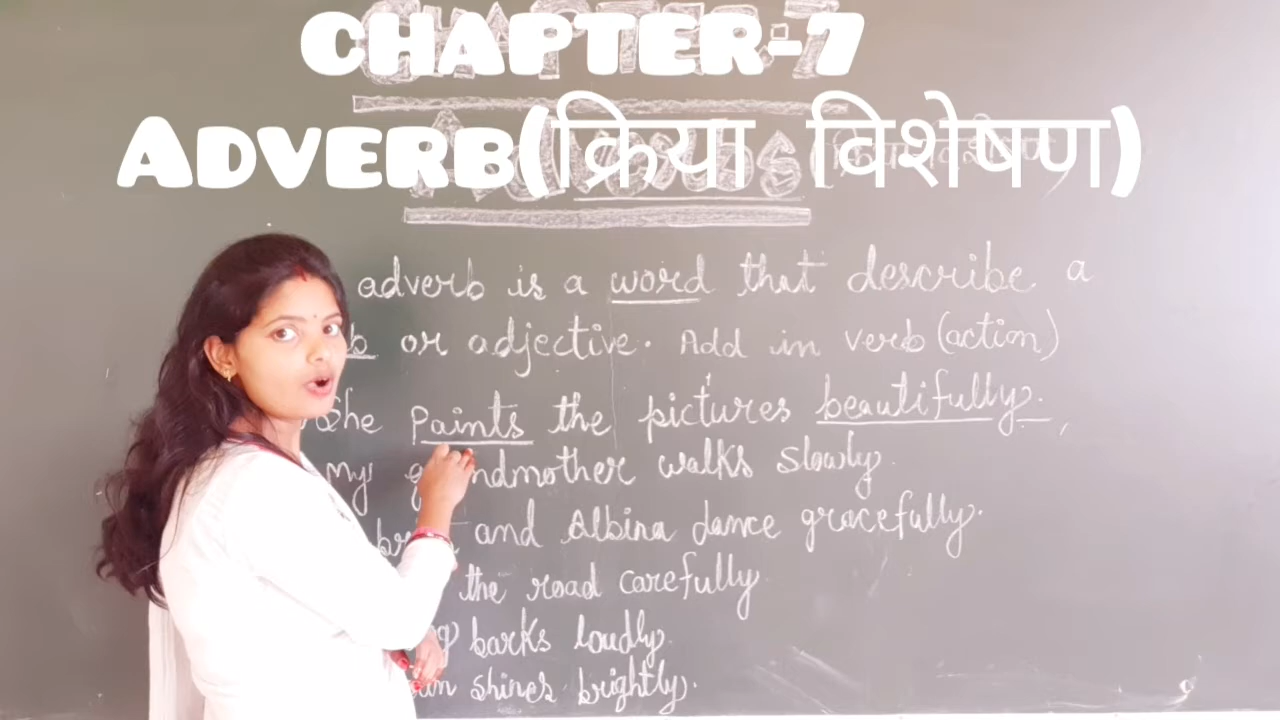 CHAPTER-7
ADVERB(क्रिया विशेषण)
adverb is a word that describe a
or adjective. Add in verb (action)
She Paints the pictures beautifully.
My grandmother walks slowly.
and Albina dance gracefully.
the road carefully
barks loudly.
shines brightly.